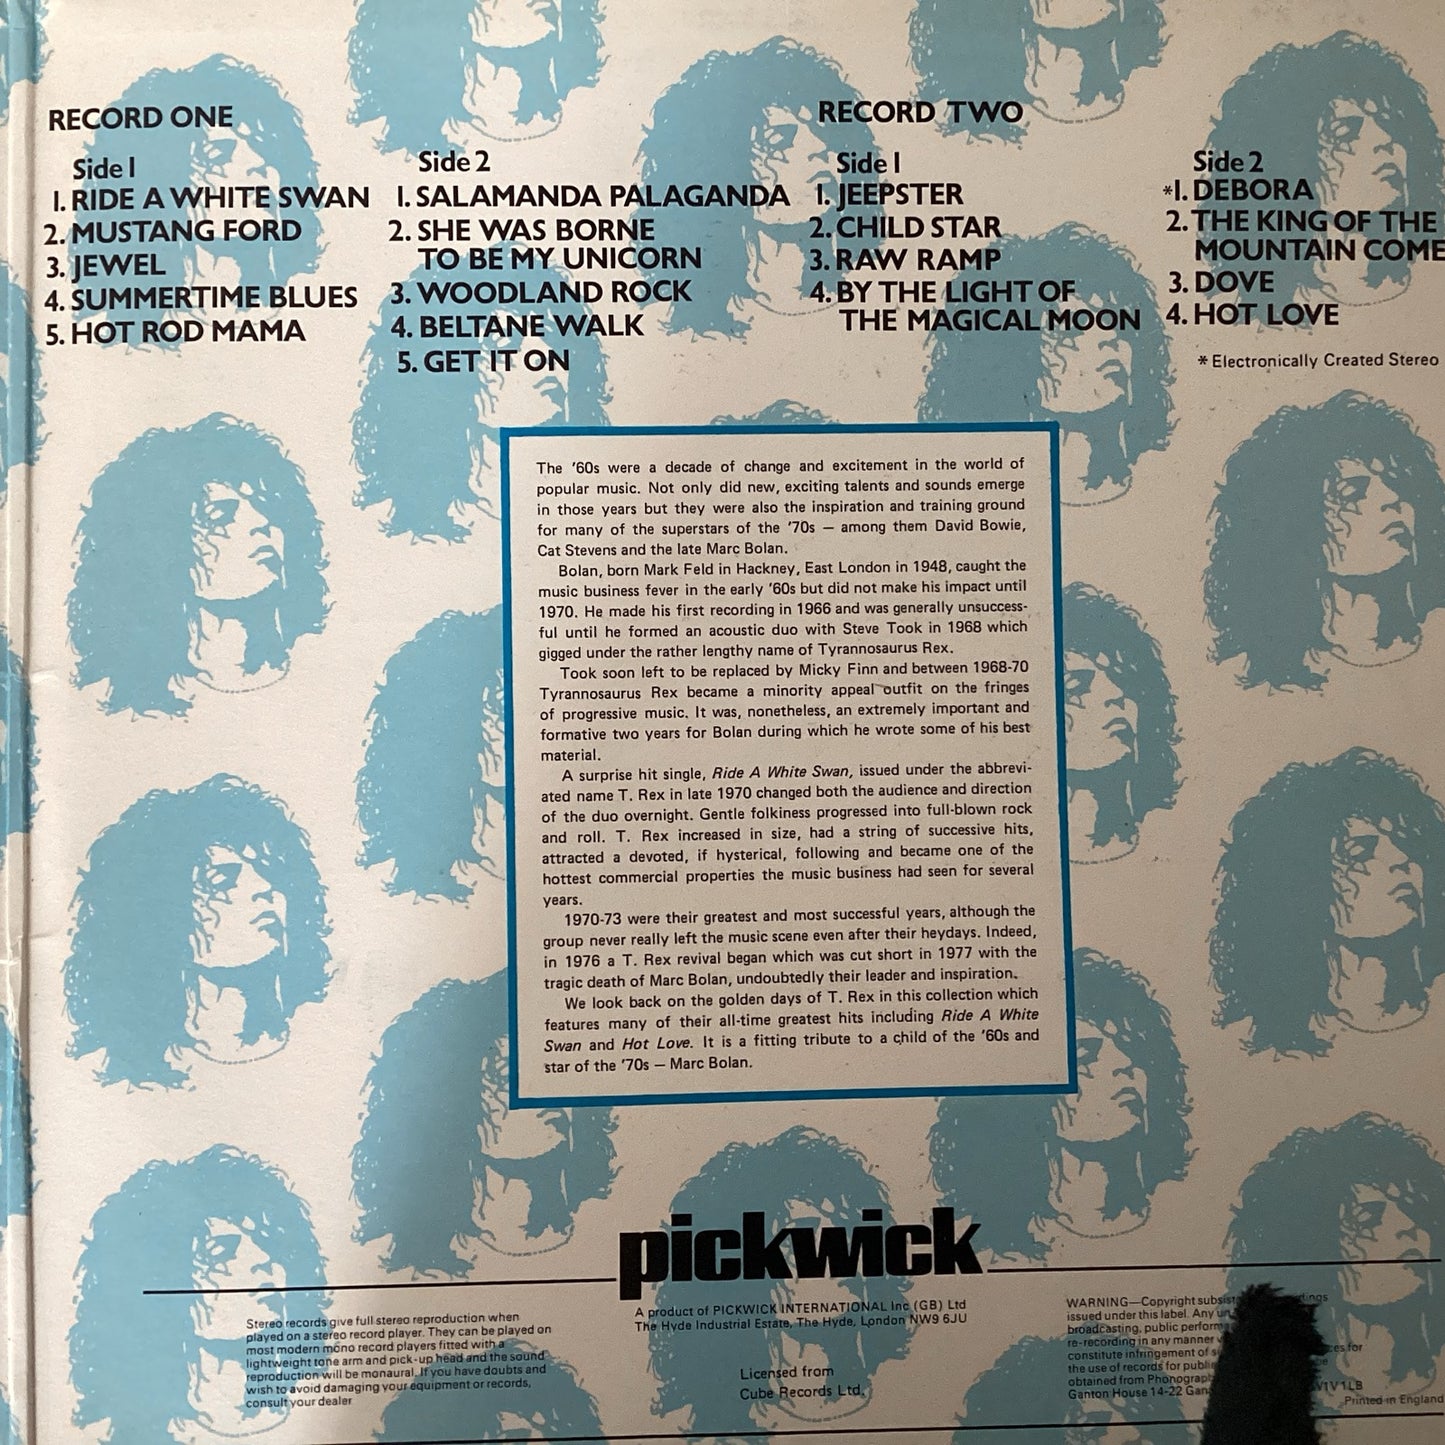 RECORD ONE
Side 1
1. RIDE A WHITE SWAN
2. MUSTANG FORD
3. JEWEL
4. SUMMERTIME BLUES
5. HOT ROD MAMA
Side 2
1. SALAMANDA PALAGANDA
2. SHE WAS BORNE
TO BE MY UNICORN
3. WOODLAND ROCK
4. BELTANE WALK
5. GET IT ON
RECORD TWO
Side 1
1. JEEPSTER
2. CHILD STAR
3. RAW RAMP
4. BY THE LIGHT OF
THE MAGICAL MOON
Side 2
*1. DEBORA
2. THE KING OF THE
MOUNTAIN COME
3. DOVE
4. HOT LOVE
* Electronically Created Stereo
The '60s were a decade of change and excitement in the world of
popular music. Not only did new, exciting talents and sounds emerge
in those years but they were also the inspiration and training ground
for many of the superstars of the '70s — among them David Bowie,
Cat Stevens and the late Marc Bolan.
Bolan, born Mark Feld in Hackney, East London in 1948, caught the
music business fever in the early '60s but did not make his impact until
1970. He made his first recording in 1966 and was generally unsuccess-
ful until he formed an acoustic duo with Steve Took in 1968 which
gigged under the rather lengthy name of Tyrannosaurus Rex.
Took soon left to be replaced by Micky Finn and between 1968-70
Tyrannosaurus Rex became a minority appeal outfit on the fringes
of progressive music. It was, nonetheless, an extremely important and
formative two years for Bolan during which he wrote some of his best
material.
A surprise hit single, Ride A White Swan, issued under the abbrevi-
ated name T. Rex in late 1970 changed both the audience and direction
of the duo overnight. Gentle folkiness progressed into full-blown rock
and roll. T. Rex increased in size, had a string of successive hits,
attracted a devoted, if hysterical, following and became one of the
hottest commercial properties the music business had seen for several
years.
1970-73 were their greatest and most successful years, although the
group never really left the music scene even after their heydays. Indeed,
in 1976 a T. Rex revival began which was cut short in 1977 with the
tragic death of Marc Bolan, undoubtedly their leader and inspiration.
We look back on the golden days of T. Rex in this collection which
features many of their all-time greatest hits including Ride A White
Swan and Hot Love. It is a fitting tribute to a child of the '60s and
star of the '70s — Marc Bolan.
pickwick
Stereo records give full stereo reproduction when
played on a stereo record player. They can be played on
most modern mono record players fitted with a
lightweight tone arm and pick-up head and the sound
reproduction will be monaural. If you have doubts and
wish to avoid damaging your equipment or records,
consult your dealer
A product of PICKWICK INTERNATIONAL Inc (GB) Ltd
The Hyde Industrial Estate, The Hyde, London NW9 6JU
Licensed from
Cube Records Ltd.
WARNING—Copyright subsist
issued under this label. Any un
broadcasting, public perform
re-recording in any manner
constitute infringement of s
the use of records for public
obtained from Phonograp
Ganton House 14-22 Gan W1V1LB
Printed in England